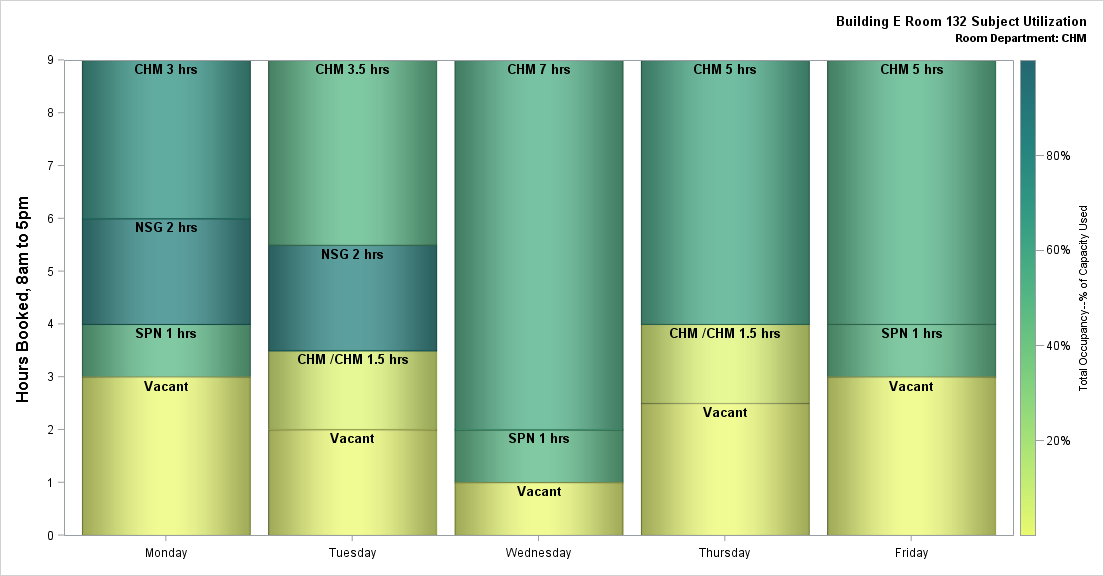 Building E Room 132 Subject Utilization
Room Department: CHM
Hours Booked, 8am to 5pm
9
8
7
6
5
4
3
2
1
0
CHM 3 hrs
NSG 2 hrs
SPN 1 hrs
Vacant
Monday
CHM 3.5 hrs
NSG 2 hrs
CHM /CHM 1.5 hrs
Vacant
Tuesday
CHM 7 hrs
SPN 1 hrs
Vacant
Wednesday
CHM 5 hrs
CHM /CHM 1.5 hrs
Vacant
Thursday
CHM 5 hrs
SPN 1 hrs
Vacant
Friday
80%
60%
40%
20%
Total Occupancy--% of Capacity Used